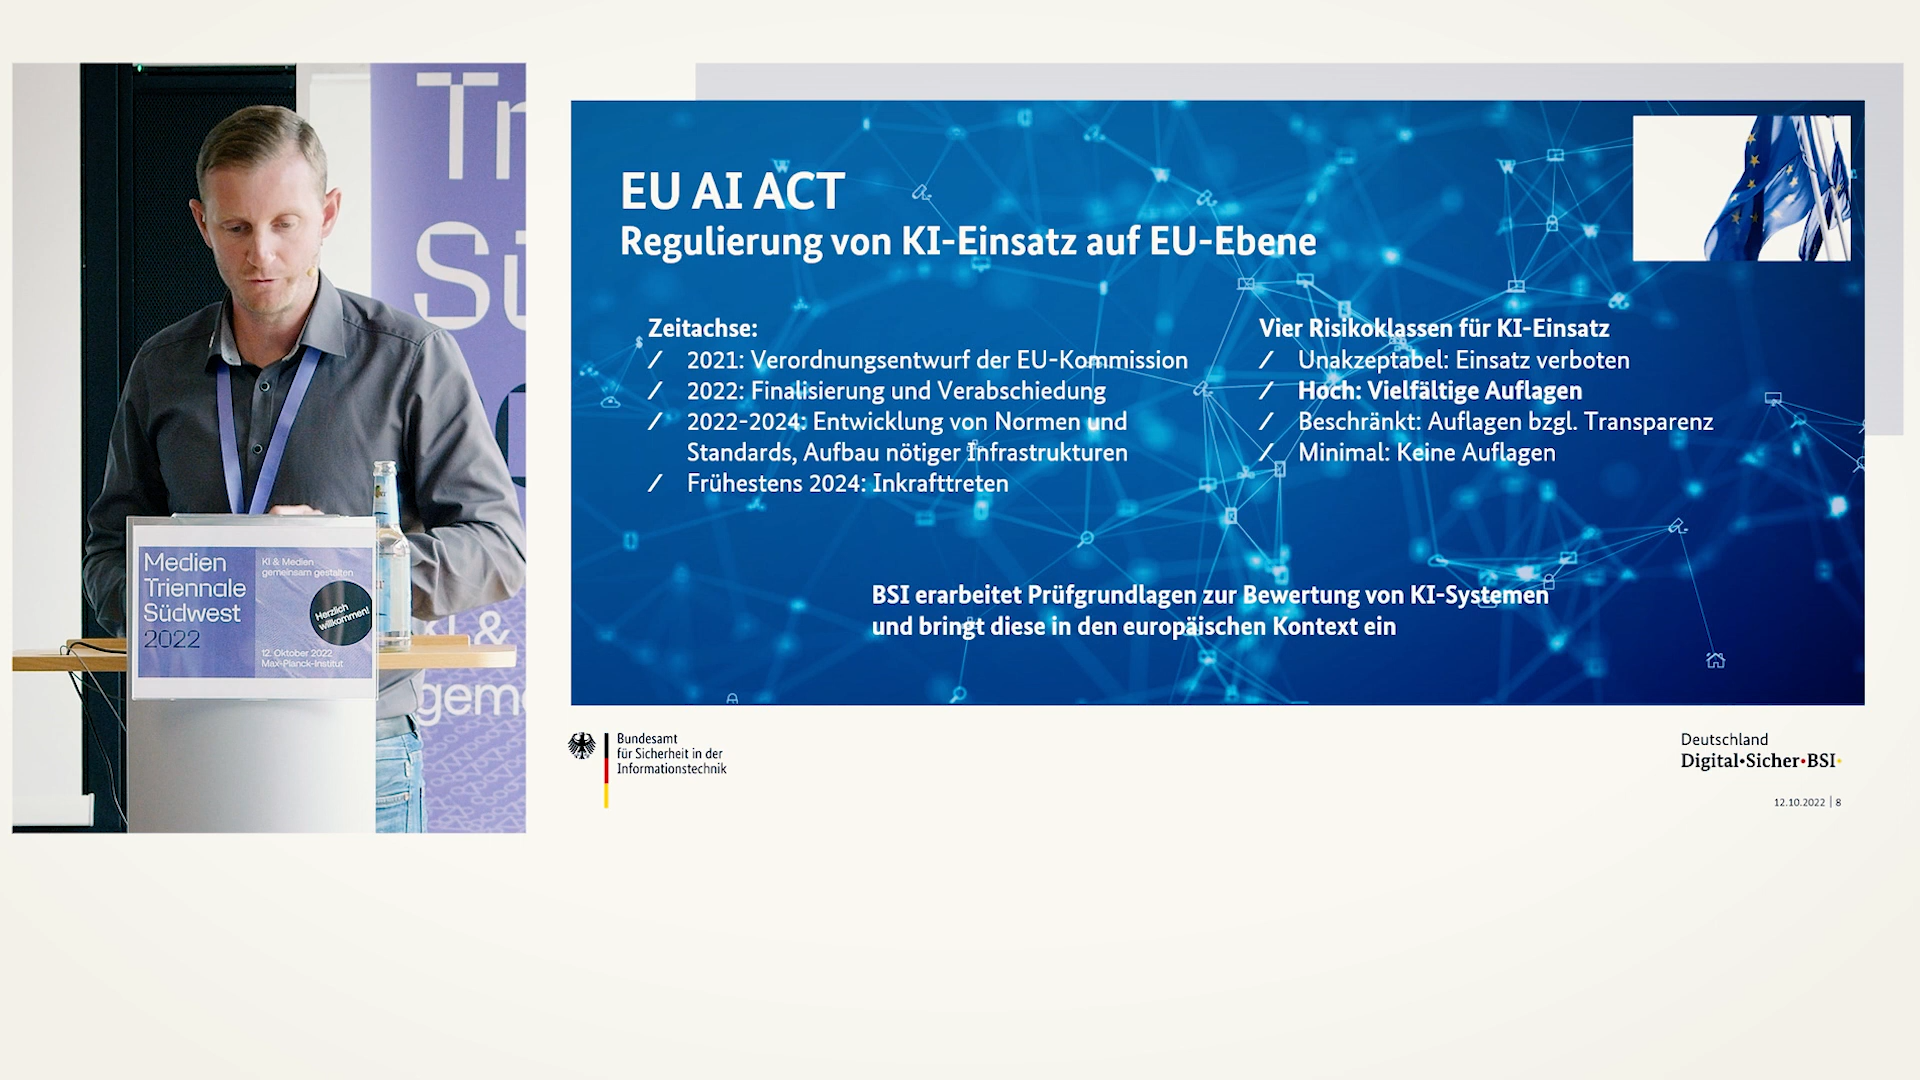 Medien
Triennale
Südwest
2022
KI & Medien
gemeinsam gestalten
Herzlich
willkommen!
12. Oktober 2022
Max-Planck-Institut
EU AI ACT
Regulierung von KI-Einsatz auf EU-Ebene
Zeitachse:
/ 2021: Verordnungsentwurf der EU-Kommission
/ 2022: Finalisierung und Verabschiedung
/ 2022-2024: Entwicklung von Normen und
Standards, Aufbau nötiger Infrastrukturen
/ Frühestens 2024: Inkrafttreten
Vier Risikoklassen für KI-Einsatz
/ Unakzeptabel: Einsatz verboten
/ Hoch: Vielfältige Auflagen
/ Beschränkt: Auflagen bzgl. Transparenz
/ Minimal: Keine Auflagen
BSI erarbeitet Prüfgrundlagen zur Bewertung von KI-Systemen
und bringt diese in den europäischen Kontext ein
Bundesamt
für Sicherheit in der
Informationstechnik
Deutschland
Digital•Sicher•BSI•
12.10.2022 | 8